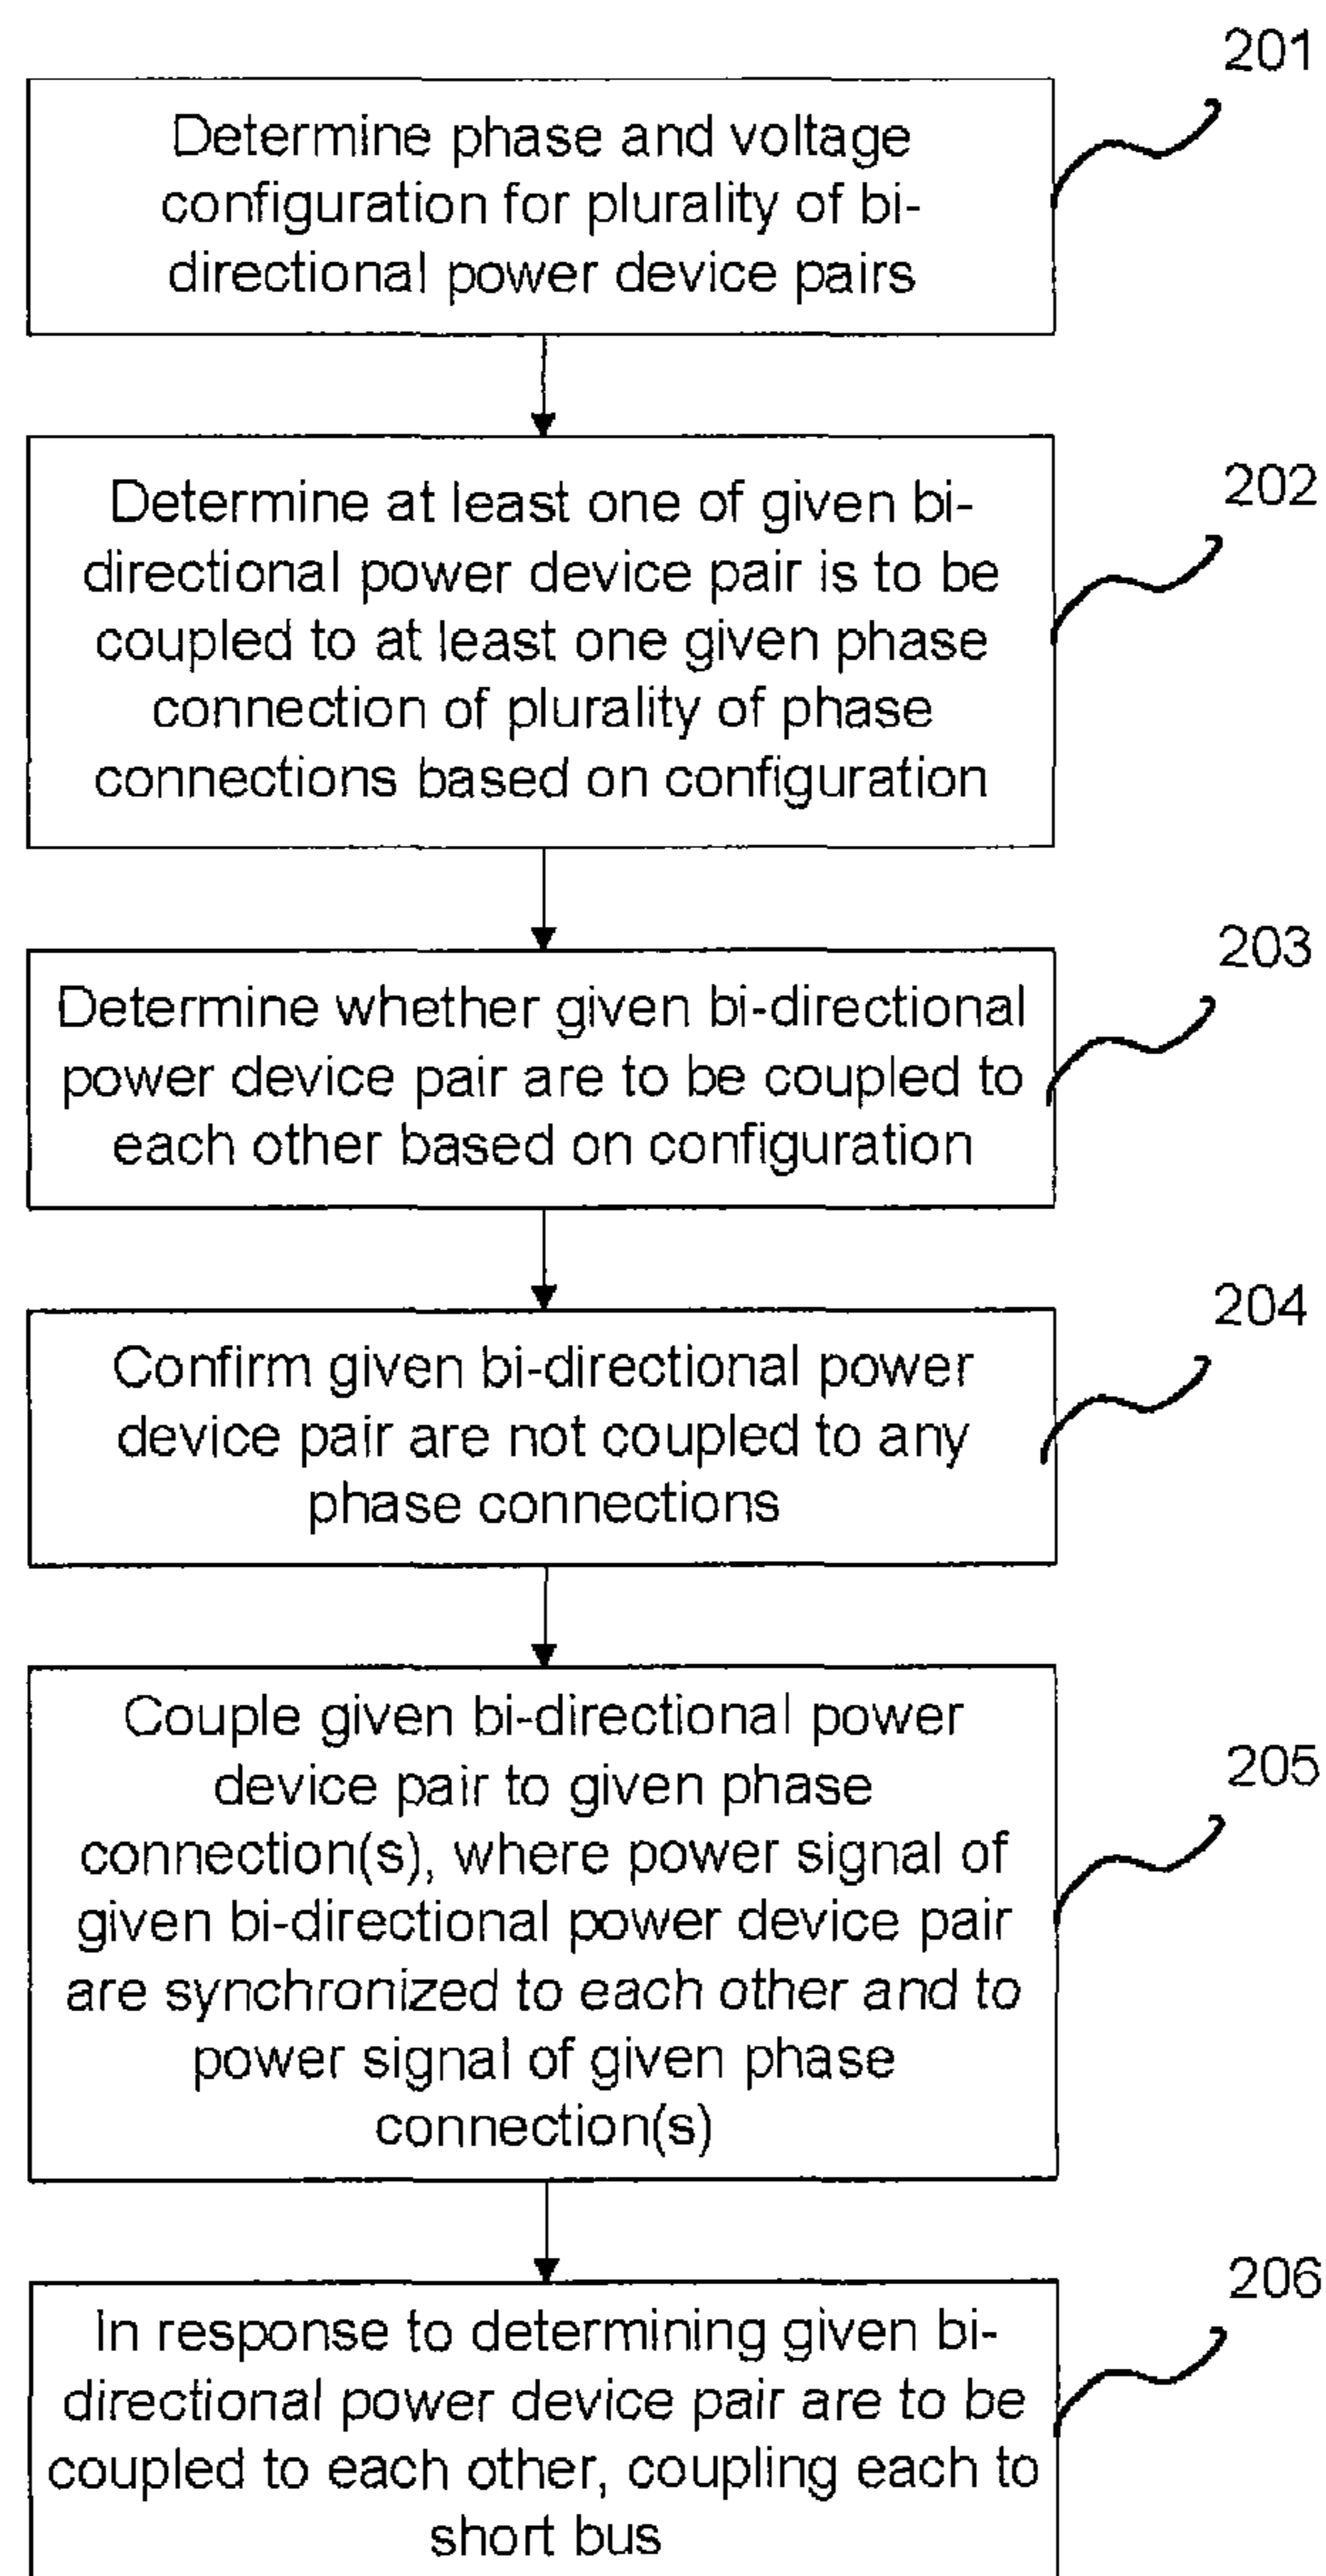 201
Determine phase and voltage
configuration for plurality of bi-
directional power device pairs
202
Determine at least one of given bi-
directional power device pair is to be
coupled to at least one given phase
connection of plurality of phase
connections based on configuration
203
Determine whether given bi-directional
power device pair are to be coupled to
each other based on configuration
204
Confirm given bi-directional power
device pair are not coupled to any
phase connections
205
Couple given bi-directional power
device pair to given phase
connection(s), where power signal of
given bi-directional power device pair
are synchronized to each other and to
power signal of given phase
connection(s)
206
In response to determining given bi-
directional power device pair are to be
coupled to each other, coupling each to
short bus